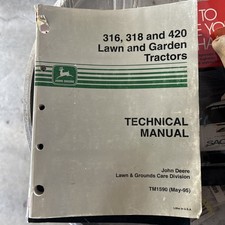 316, 318 and 420
Lawn and Garden
Tractors
JOHN DEERE
TECHNICAL
MANUAL
John Deere
Lawn & Grounds Care Division
TM1590 (May-95)
TO